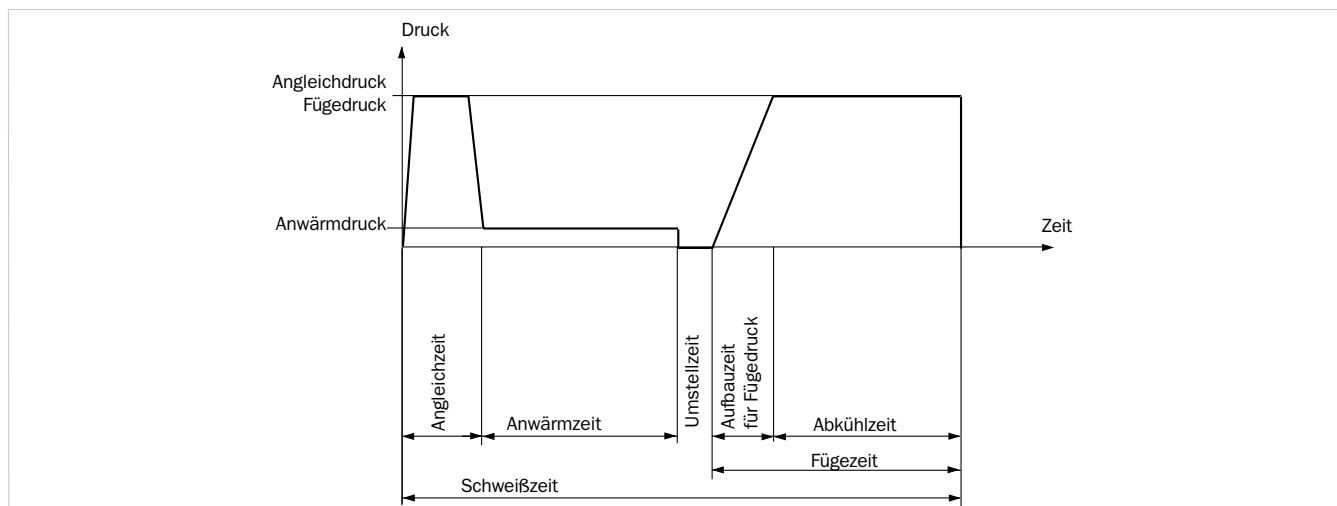 Druck
Angleichdruck
Fügedruck
Anwärmdruck
Zeit
Angleichzeit
Anwärmzeit
Umstellzeit
Aufbauzeit
für Fügedruck
Abkühlzeit
Fügezeit
Schweißzeit